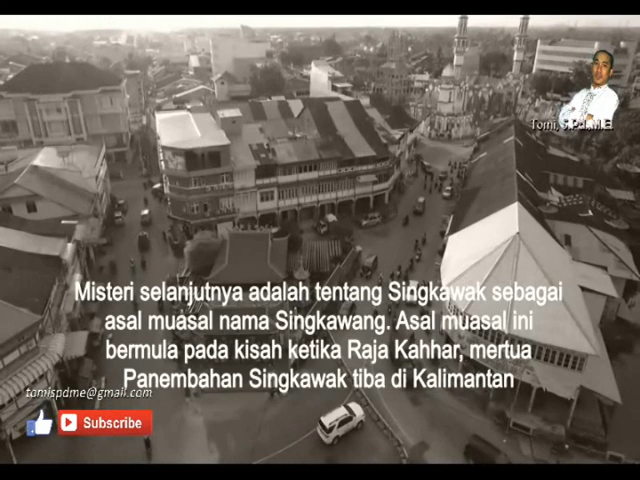 Tomi, S.Pd, M.E.
Misteri selanjutnya adalah tentang Singkawak sebagai
asal muasal nama Singkawang. Asal muasal ini
bermula pada kisah ketika Raja Kahhar, mertua
Panembahan Singkawak tiba di Kalimantan
tomispdme@gmail.com
Subscribe